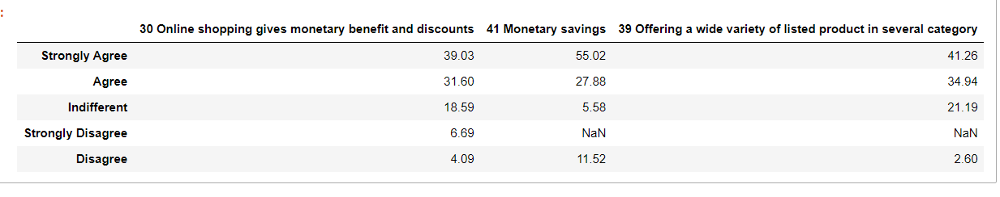 :
30 Online shopping gives monetary benefit and discounts 41 Monetary savings 39 Offering a wide variety of listed product in several category
Strongly Agree 39.03 55.02 41.26
Agree 31.60 27.88 34.94
Indifferent 18.59 5.58 21.19
Strongly Disagree 6.69 NaN NaN
Disagree 4.09 11.52 2.60